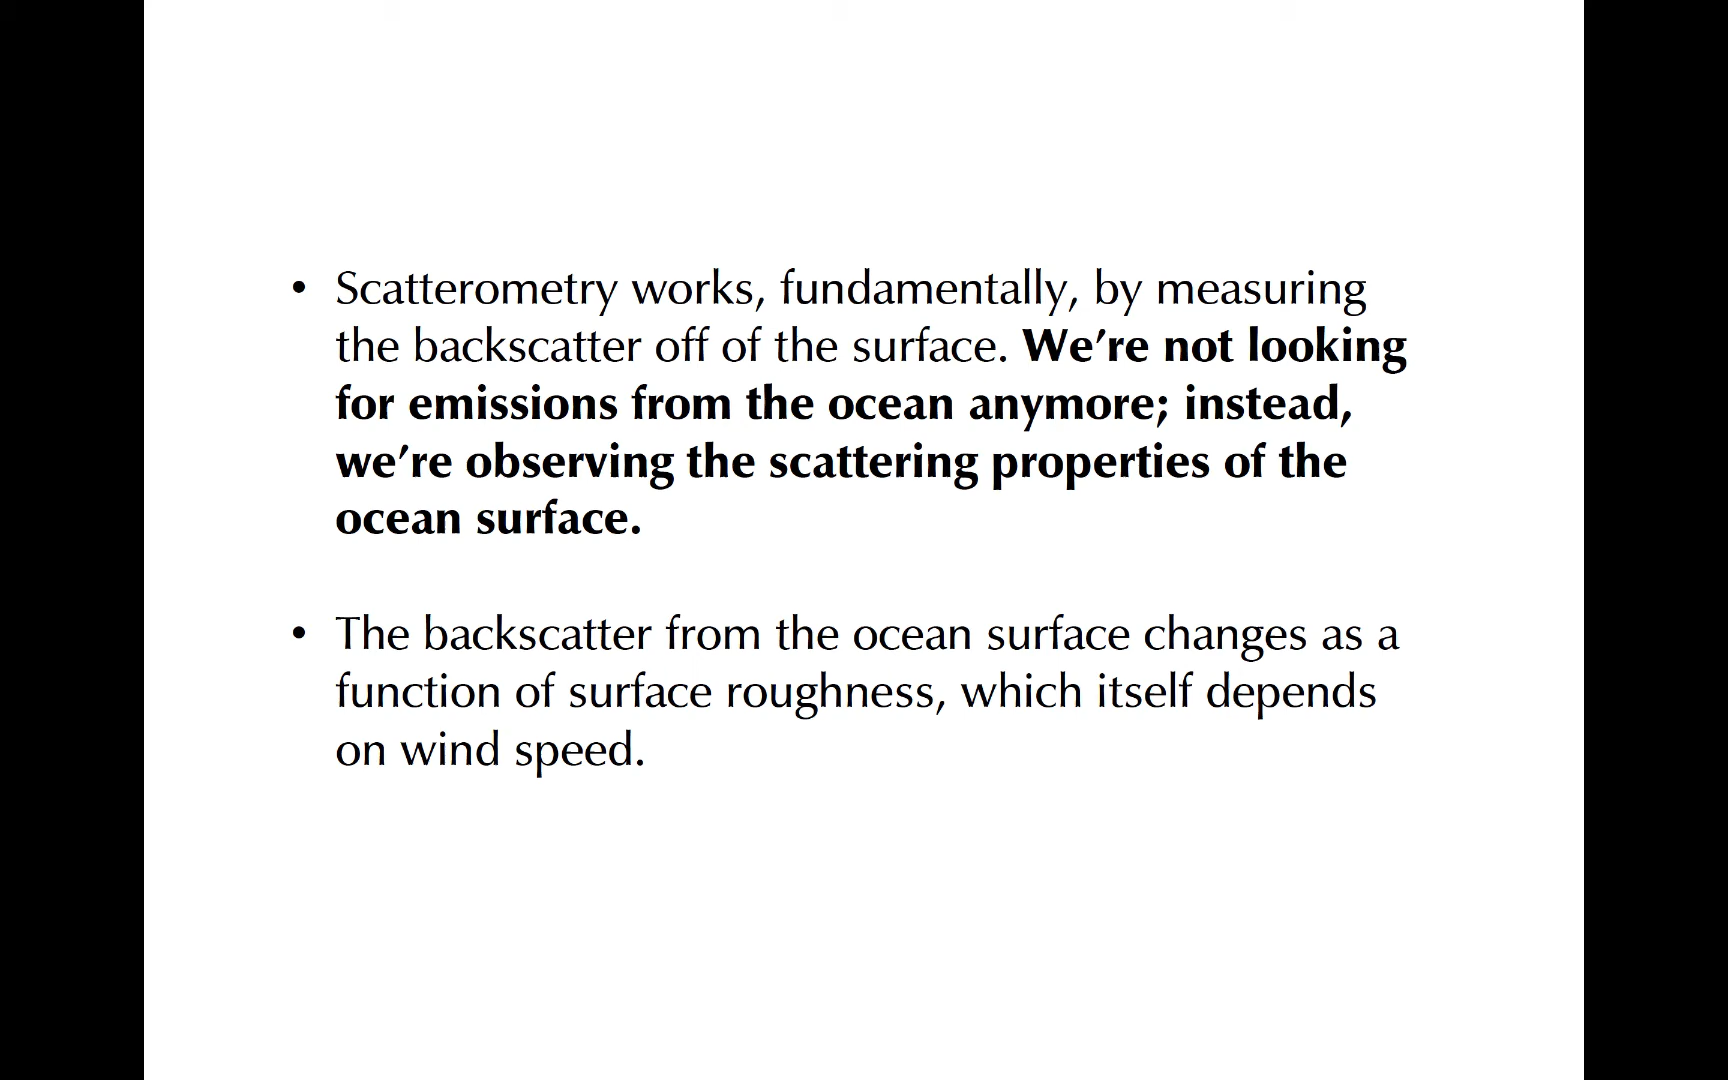 • Scatterometry works, fundamentally, by measuring
the backscatter off of the surface. We’re not looking
for emissions from the ocean anymore; instead,
we’re observing the scattering properties of the
ocean surface.
• The backscatter from the ocean surface changes as a
function of surface roughness, which itself depends
on wind speed.